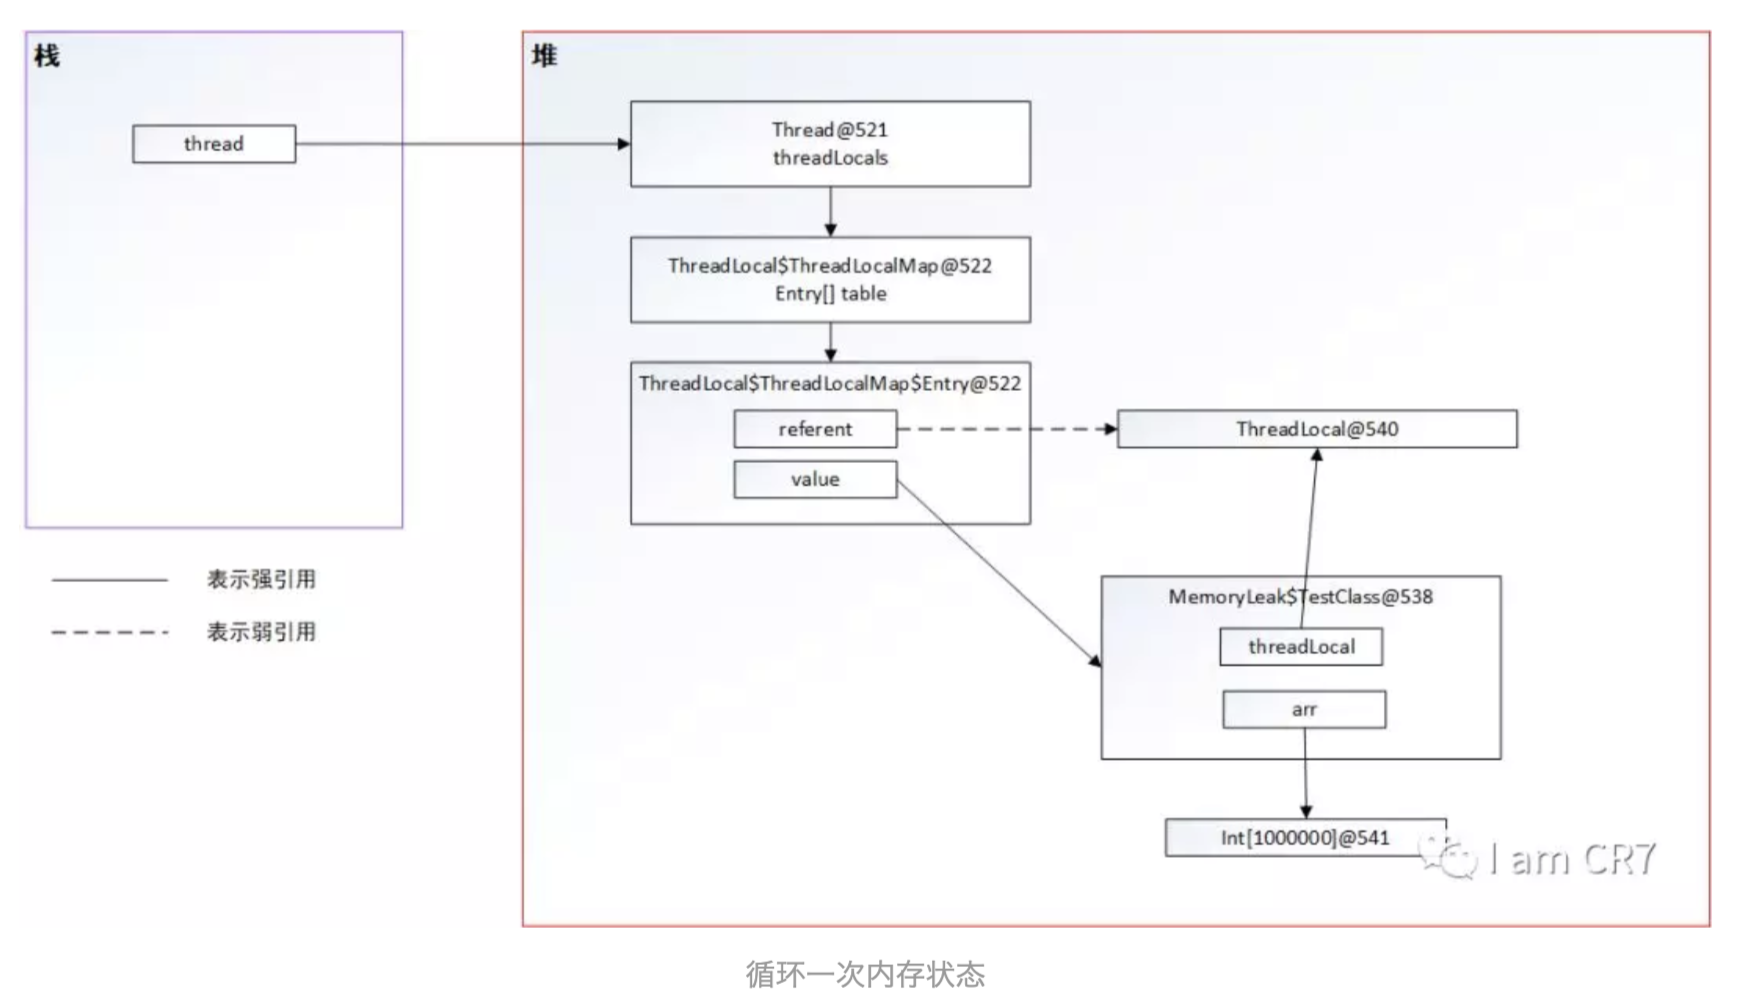 栈
thread
表示强引用
表示弱引用
堆
Thread@521
threadLocals
ThreadLocal$ThreadLocalMap@522
Entry[] table
ThreadLocal$ThreadLocalMap$Entry@522
referent
value
ThreadLocal@540
MemoryLeak$TestClass@538
threadLocal
arr
Int[1000000]@541
I am CR7
循环一次内存状态